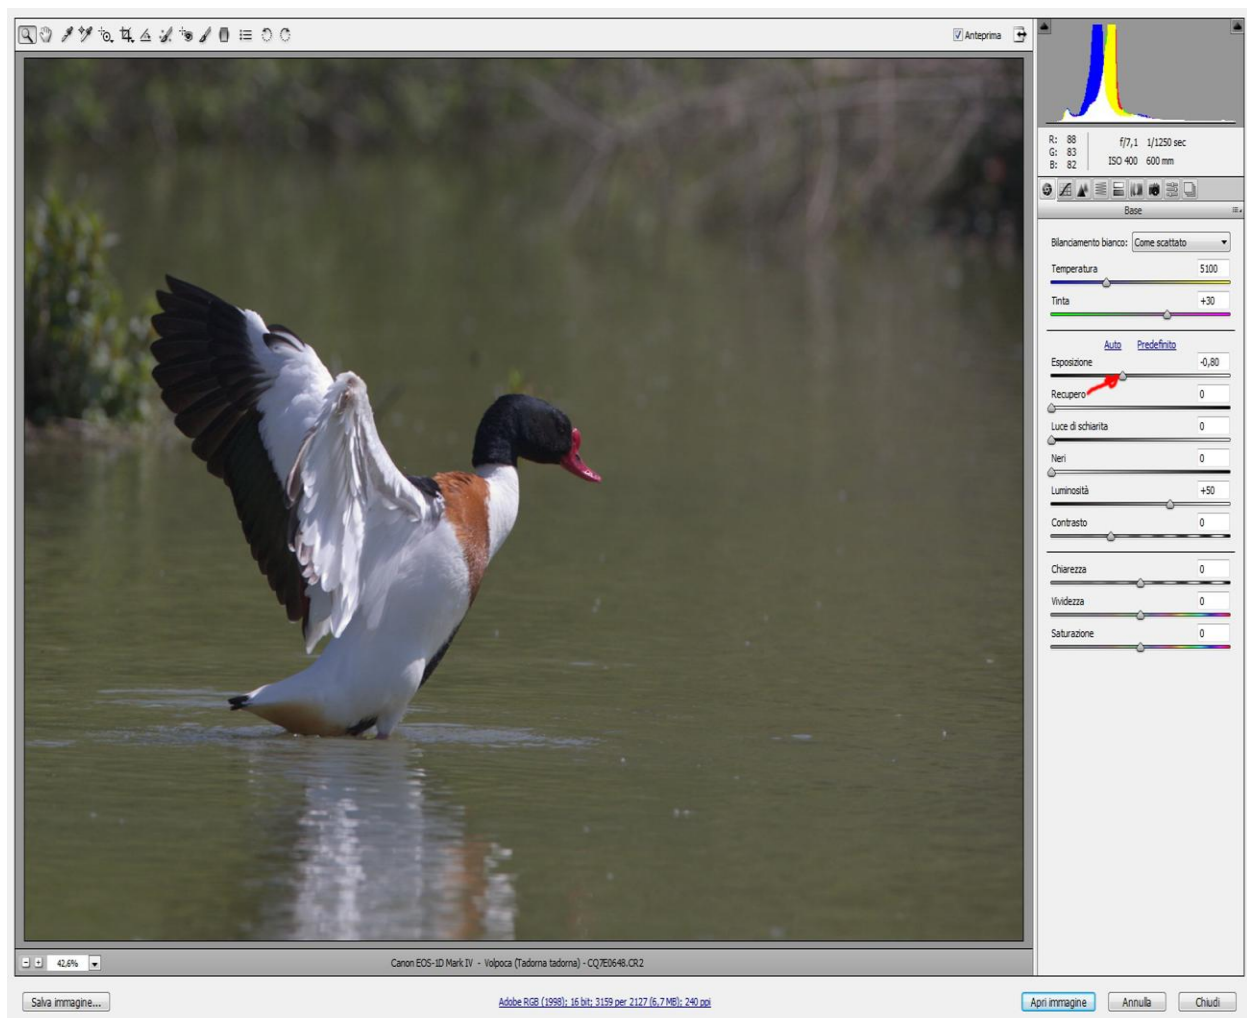 Anteprima
R: 88
G: 83
B: 82
f/7,1 1/1250 sec
ISO 400 600 mm
Base
Bilanciamento bianco: Come scattato
Temperatura 5100
Tinta +30
Auto Predefinito
Esposizione -0,80
Recupero 0
Luce di schiarita 0
Neri 0
Luminosità +50
Contrasto 0
Chiarezza 0
Vividezza 0
Saturazione 0
42,6%
Canon EOS-1D Mark IV - Volpoca (Tadorna tadorna) - CQ7E0648.CR2
Salva immagine...
Adobe RGB (1998); 16 bit; 3159 per 2127 (6,7 MB); 240 ppi
Apri immagine Annulla Chiudi